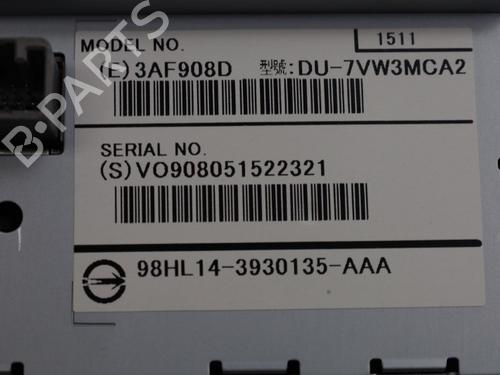 MODEL NO.
1511
(E)3AF908D 型號:DU-7VW3MCA2
SERIAL NO.
(S)VO908051522321
98HL14-3930135-AAA
B-PARTS